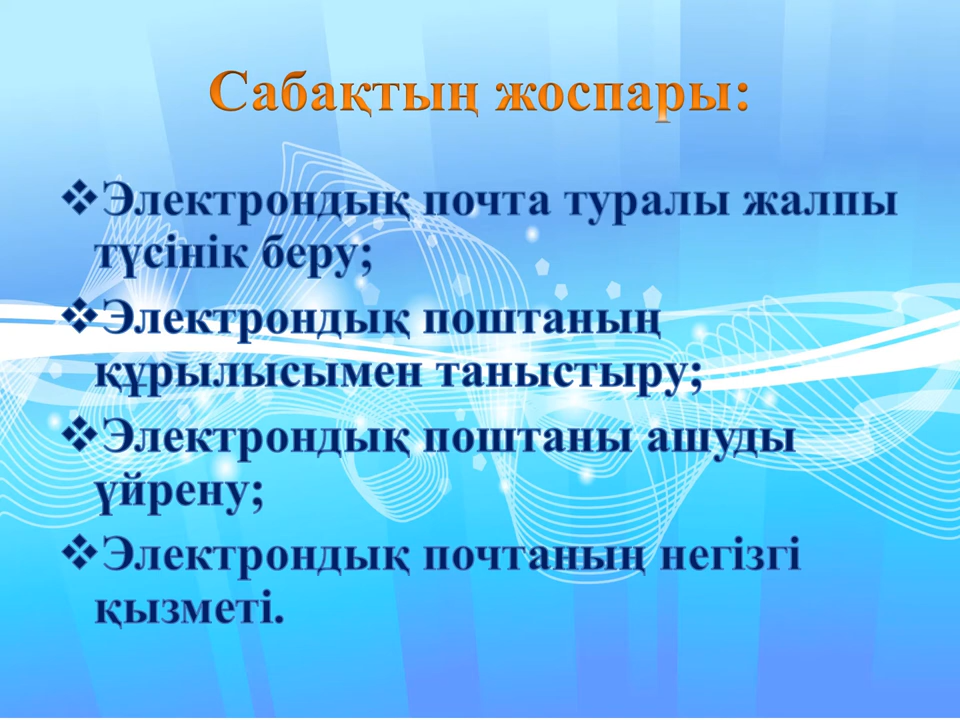 Сабақтың жоспары:
❖Электрондық почта туралы жалпы
түсінік беру;
❖Электрондық поштаның
құрылысымен таныстыру;
❖Электрондық поштаны ашуды
үйрену;
❖Электрондық почтаның негізгі
қызметі.